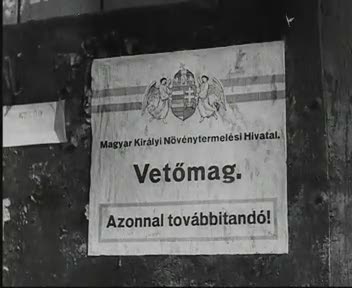 Magyar Királyi Növénytermelési Hivatal.
Vetőmag.
Azonnal továbbitandó!